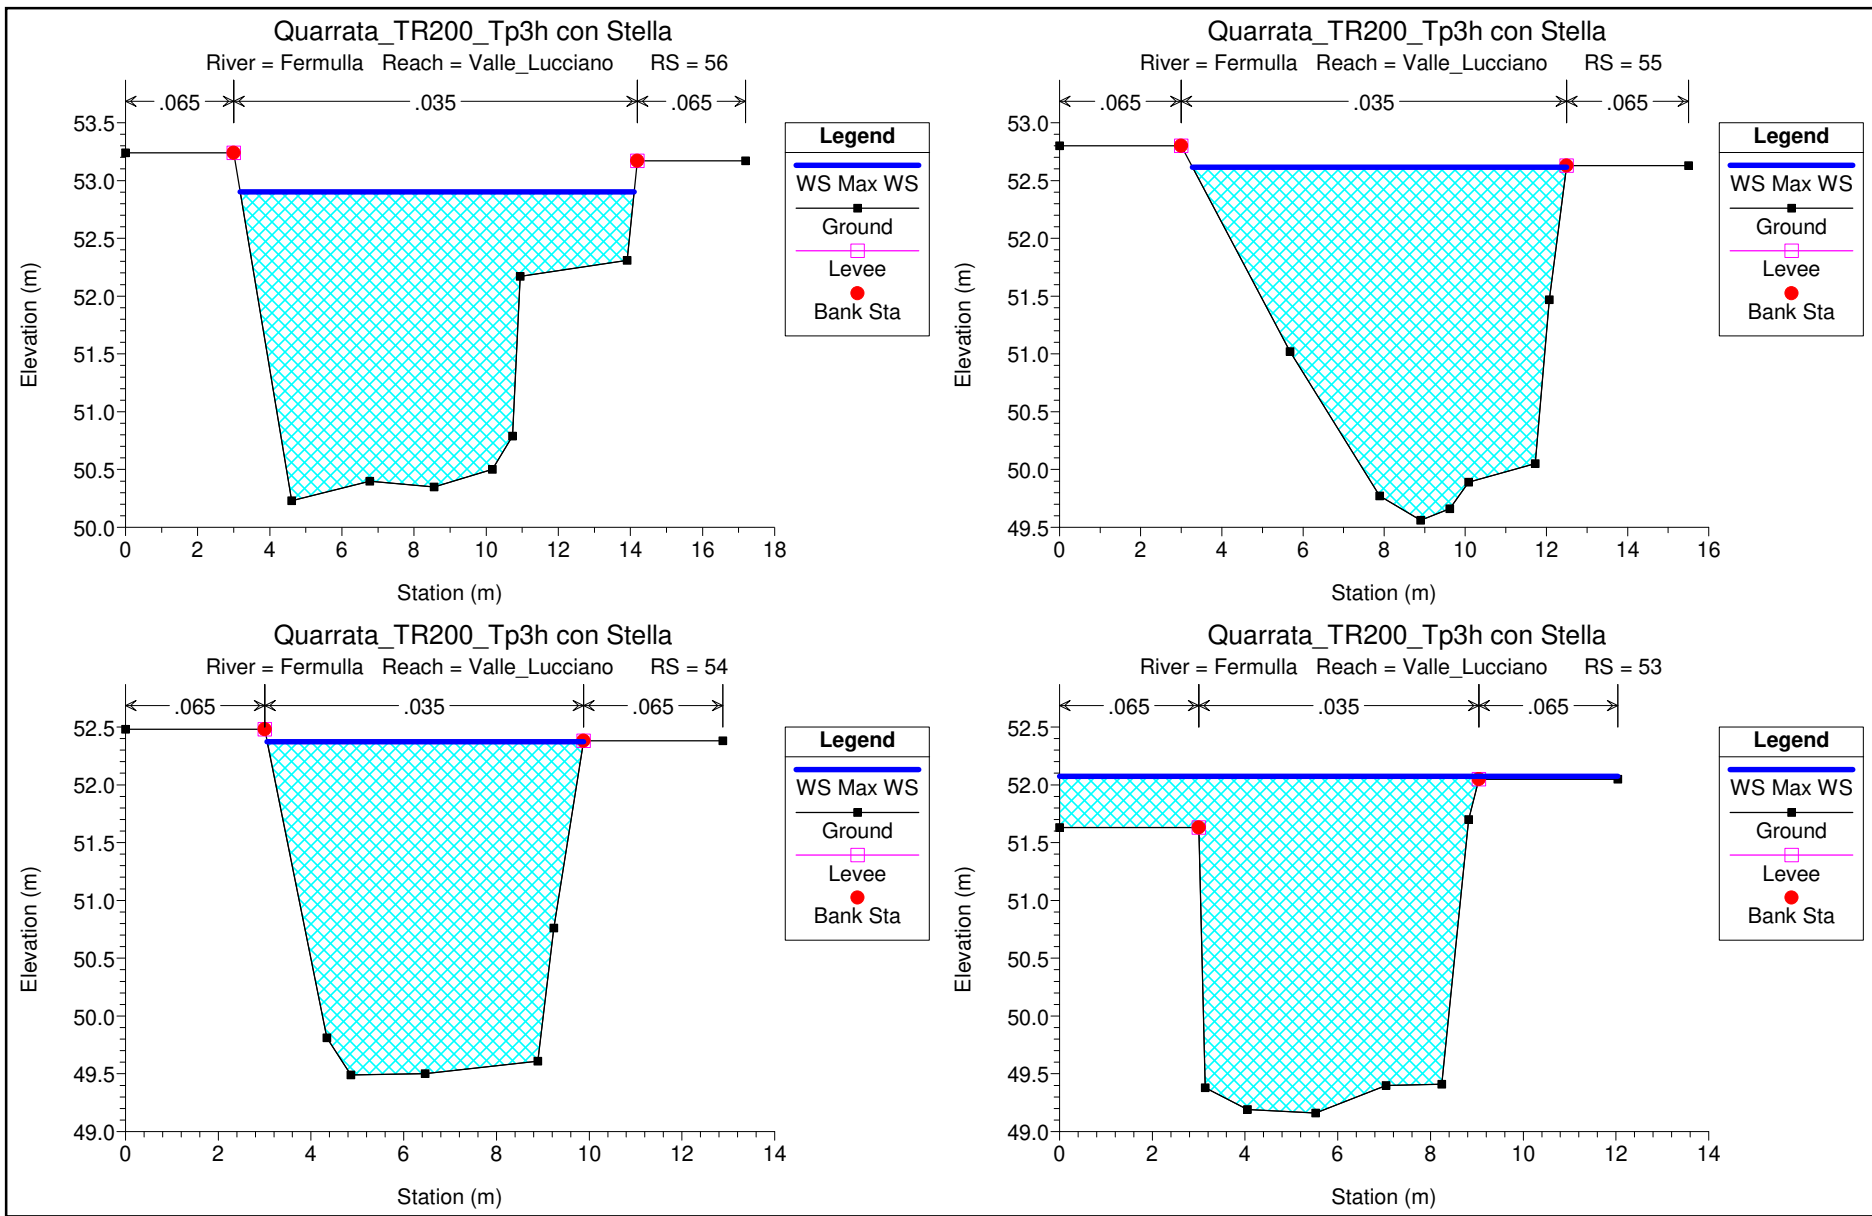 Quarrata_TR200_Tp3h con Stella
River = Fermulla Reach = Valle_Lucciano RS = 56
.065 .035 .065
53.5
53.0
52.5
52.0
51.5
51.0
50.5
50.0
Elevation (m)
0 2 4 6 8 10 12 14 16 18
Station (m)
Legend
WS Max WS
Ground
Levee
Bank Sta
Quarrata_TR200_Tp3h con Stella
River = Fermulla Reach = Valle_Lucciano RS = 55
.065 .035 .065
53.0
52.5
52.0
51.5
51.0
50.5
50.0
49.5
Elevation (m)
0 2 4 6 8 10 12 14 16
Station (m)
Legend
WS Max WS
Ground
Levee
Bank Sta
Quarrata_TR200_Tp3h con Stella
River = Fermulla Reach = Valle_Lucciano RS = 54
.065 .035 .065
52.5
52.0
51.5
51.0
50.5
50.0
49.5
49.0
Elevation (m)
0 2 4 6 8 10 12 14
Station (m)
Legend
WS Max WS
Ground
Levee
Bank Sta
Quarrata_TR200_Tp3h con Stella
River = Fermulla Reach = Valle_Lucciano RS = 53
.065 .035 .065
52.5
52.0
51.5
51.0
50.5
50.0
49.5
49.0
Elevation (m)
0 2 4 6 8 10 12 14
Station (m)
Legend
WS Max WS
Ground
Levee
Bank Sta